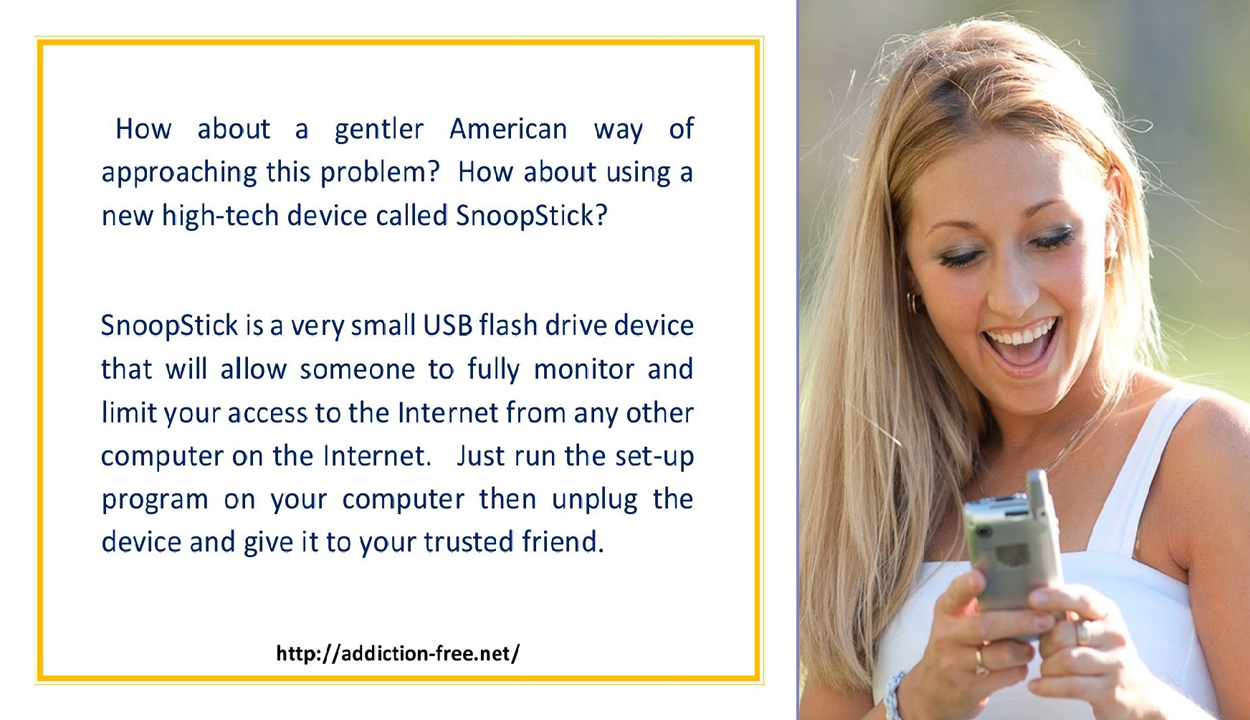 How about a gentler American way of
approaching this problem? How about using a
new high-tech device called SnoopStick?
SnoopStick is a very small USB flash drive device
that will allow someone to fully monitor and
limit your access to the Internet from any other
computer on the Internet. Just run the set-up
program on your computer then unplug the
device and give it to your trusted friend.
http://addiction-free.net/